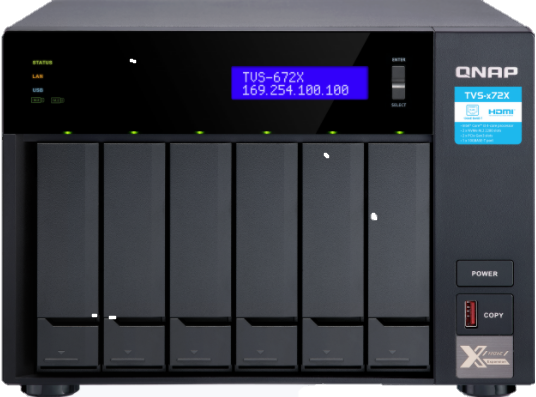 STATUS
LAN
USB
TVS-672X
169.254.100.100
ENTER
SELECT
QNAP
TVS-x72X
HDMI
POWER
COPY